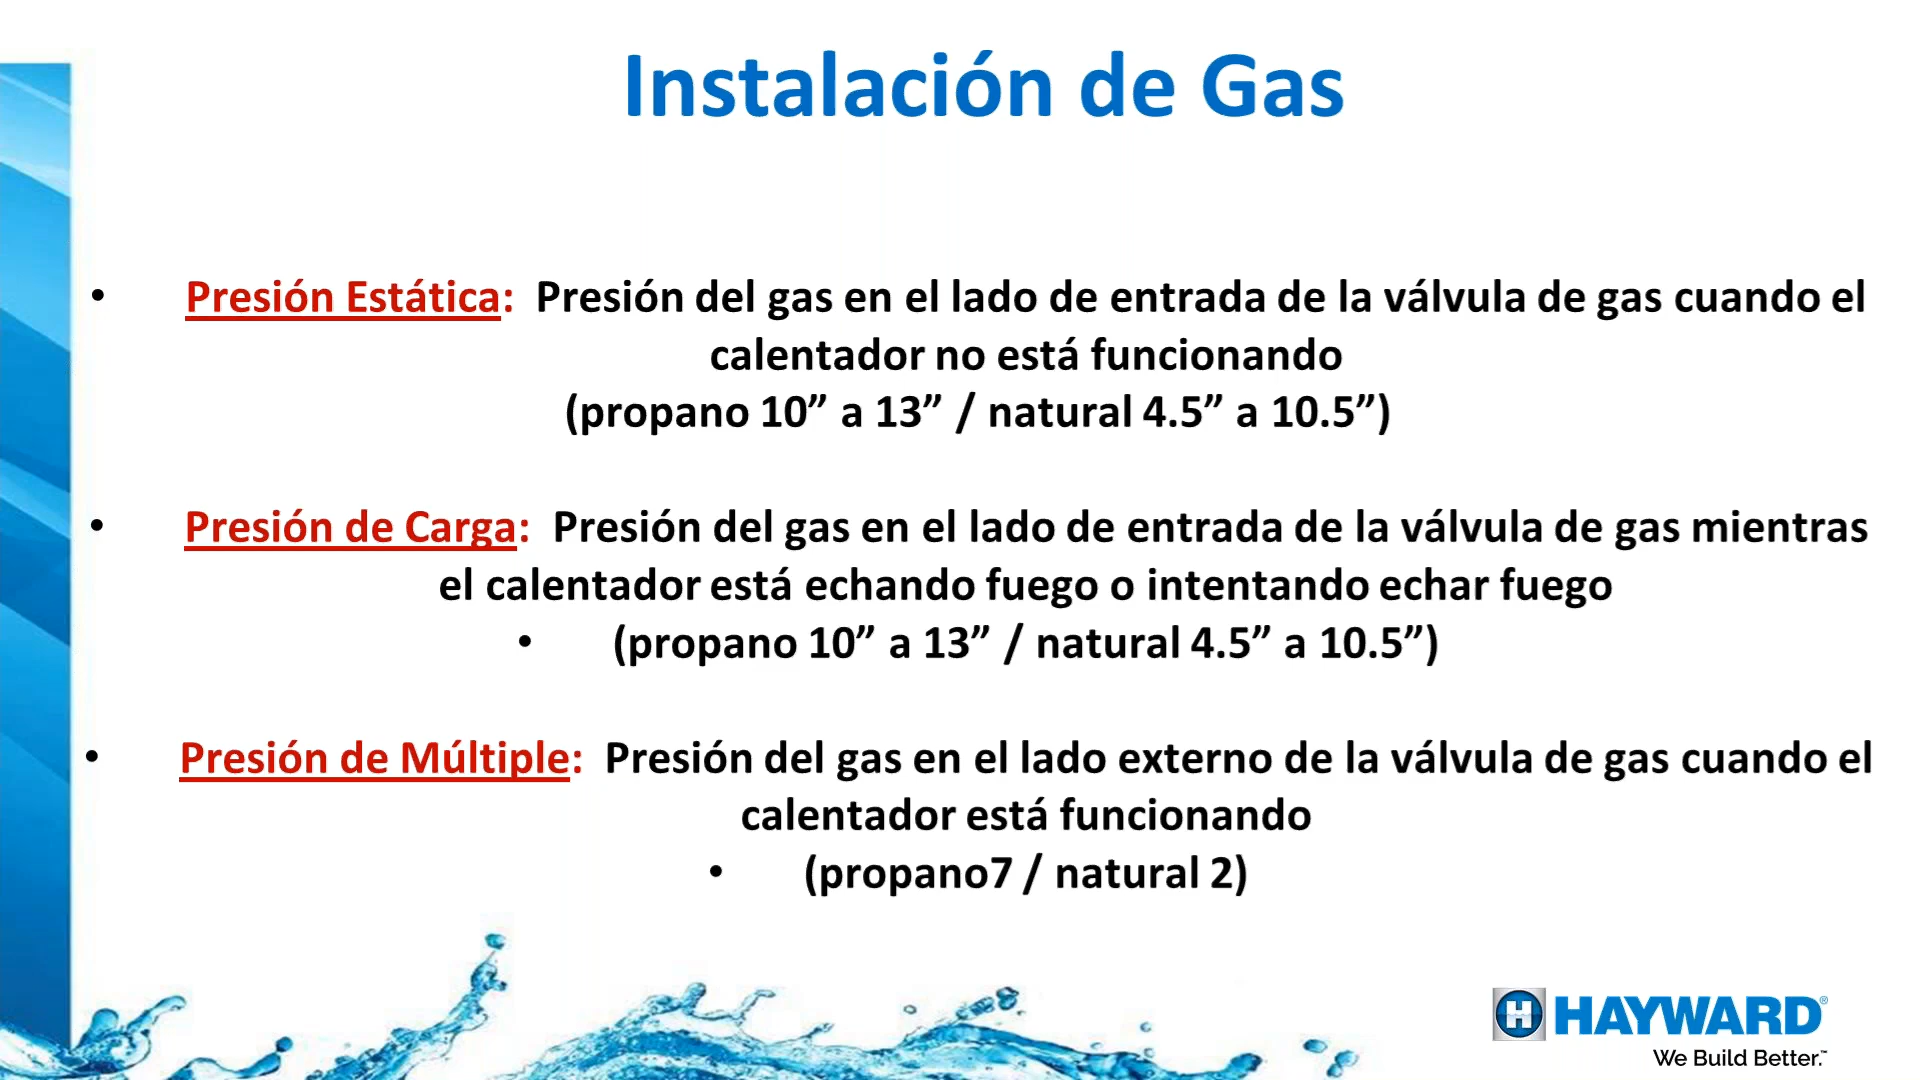 Instalación de Gas
• Presión Estática: Presión del gas en el lado de entrada de la válvula de gas cuando el
calentador no está funcionando
(propano 10” a 13” / natural 4.5” a 10.5”)
• Presión de Carga: Presión del gas en el lado de entrada de la válvula de gas mientras
el calentador está echando fuego o intentando echar fuego
• (propano 10” a 13” / natural 4.5” a 10.5”)
• Presión de Múltiple: Presión del gas en el lado externo de la válvula de gas cuando el
calentador está funcionando
• (propano7 / natural 2)
HAYWARD®
We Build Better.™